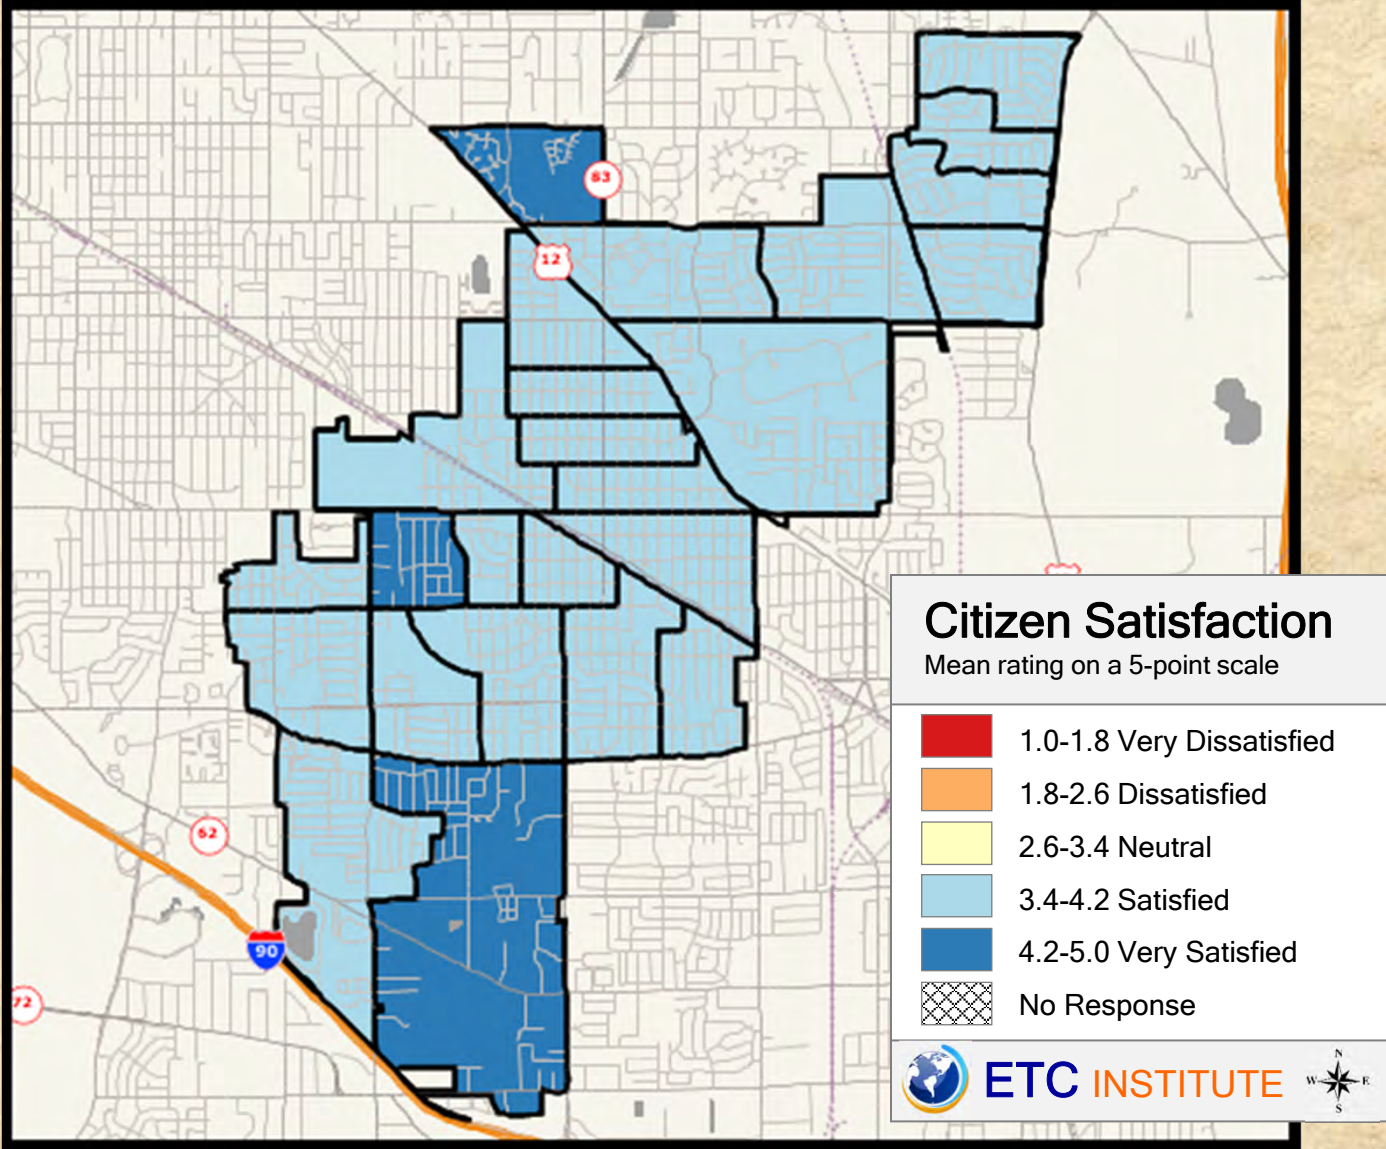 83
12
62
90
72
Citizen Satisfaction
Mean rating on a 5-point scale
1.0-1.8 Very Dissatisfied
1.8-2.6 Dissatisfied
2.6-3.4 Neutral
3.4-4.2 Satisfied
4.2-5.0 Very Satisfied
No Response
ETC INSTITUTE
N
W E
S